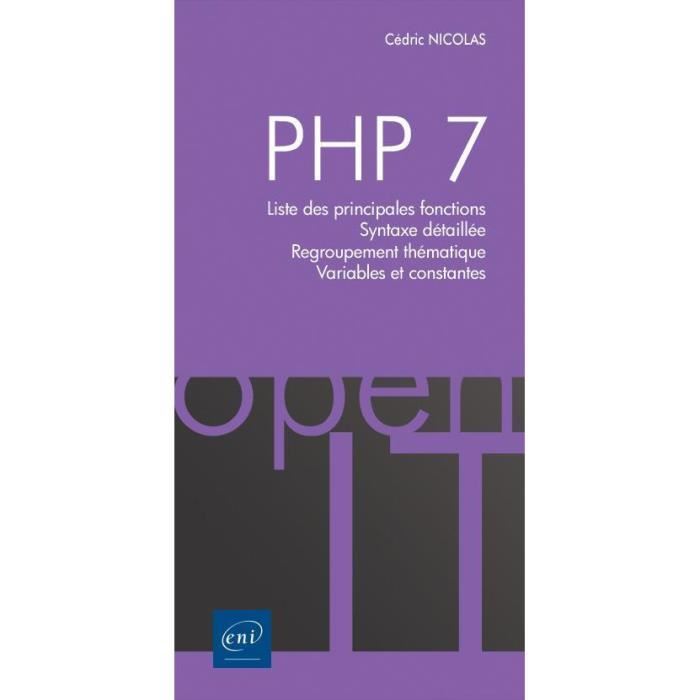 Cédric NICOLAS
PHP 7
Liste des principales fonctions
Syntaxe détaillée
Regroupement thématique
Variables et constantes
open
IT
eni